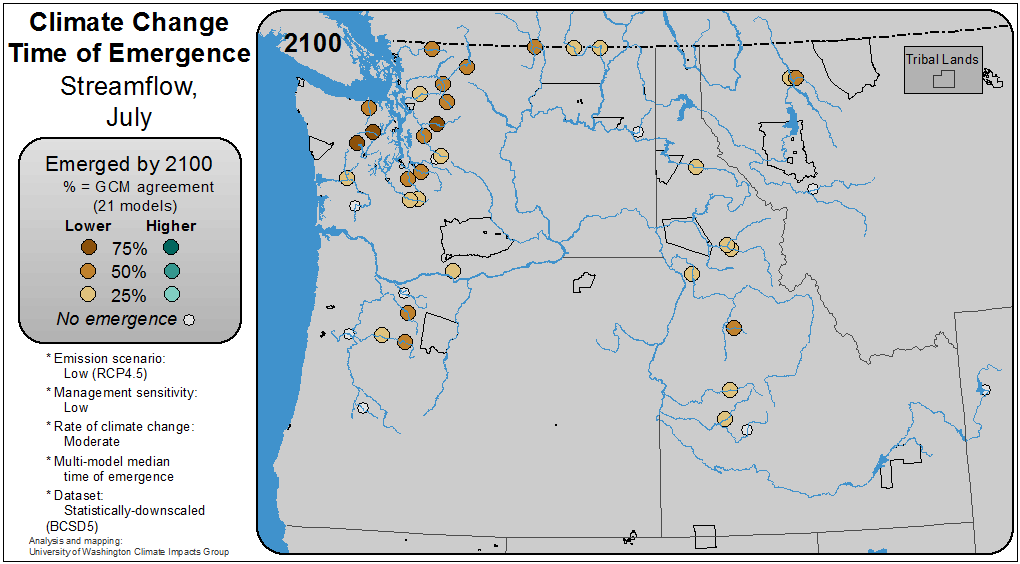 Climate Change
Time of Emergence
Streamflow,
July
Emerged by 2100
% = GCM agreement
(21 models)
Lower Higher
75%
50%
25%
No emergence
* Emission scenario:
Low (RCP4.5)
* Management sensitivity:
Low
* Rate of climate change:
Moderate
* Multi-model median
time of emergence
* Dataset:
Statistically-downscaled
(BCSD5)
Analysis and mapping:
University of Washington Climate Impacts Group
2100
Tribal Lands